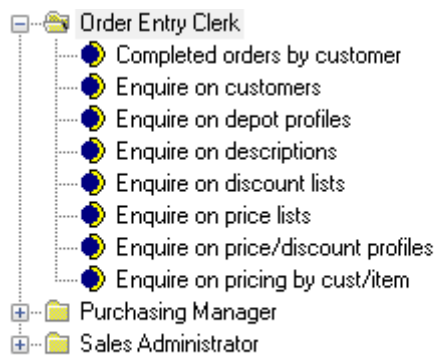 Order Entry Clerk
Completed orders by customer
Enquire on customers
Enquire on depot profiles
Enquire on descriptions
Enquire on discount lists
Enquire on price lists
Enquire on price/discount profiles
Enquire on pricing by cust/item
Purchasing Manager
Sales Administrator